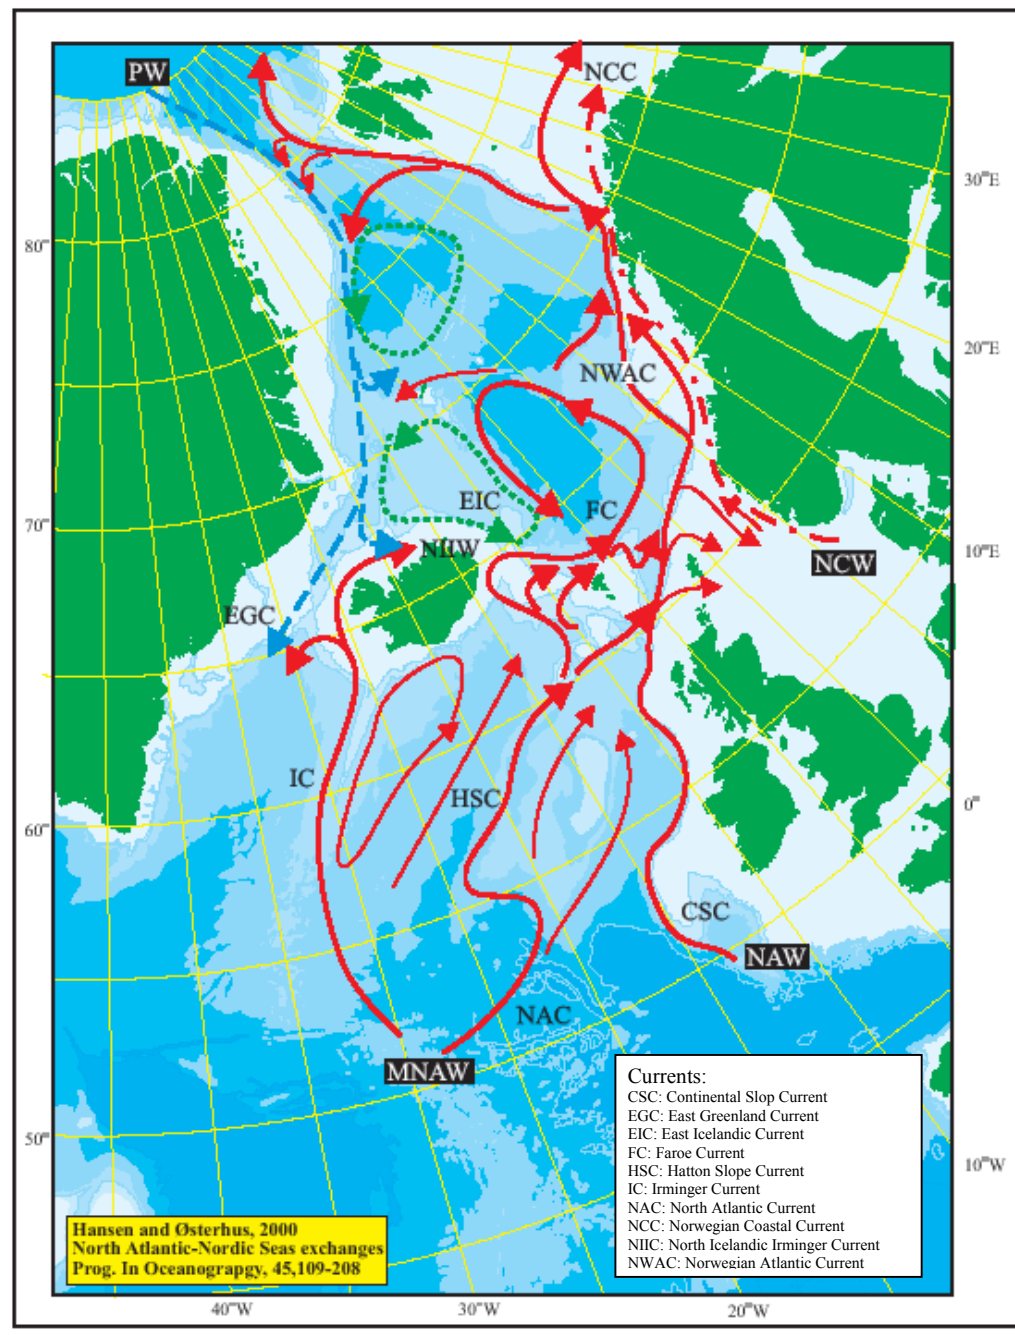 PW
NCC
30°E
80°
20°E
NWAC
EIC
FC
70°
NIIW
10°E
NCW
EGC
IC
HSC
0°
60°
CSC
NAW
NAC
MNAW
50°
10°W
Currents:
CSC: Continental Slop Current
EGC: East Greenland Current
EIC: East Icelandic Current
FC: Faroe Current
HSC: Hatton Slope Current
IC: Irminger Current
NAC: North Atlantic Current
NCC: Norwegian Coastal Current
NIIC: North Icelandic Irminger Current
NWAC: Norwegian Atlantic Current
Hansen and Østerhus, 2000
North Atlantic-Nordic Seas exchanges
Prog. In Oceanograpgy, 45,109-208
40°W
30°W
20°W